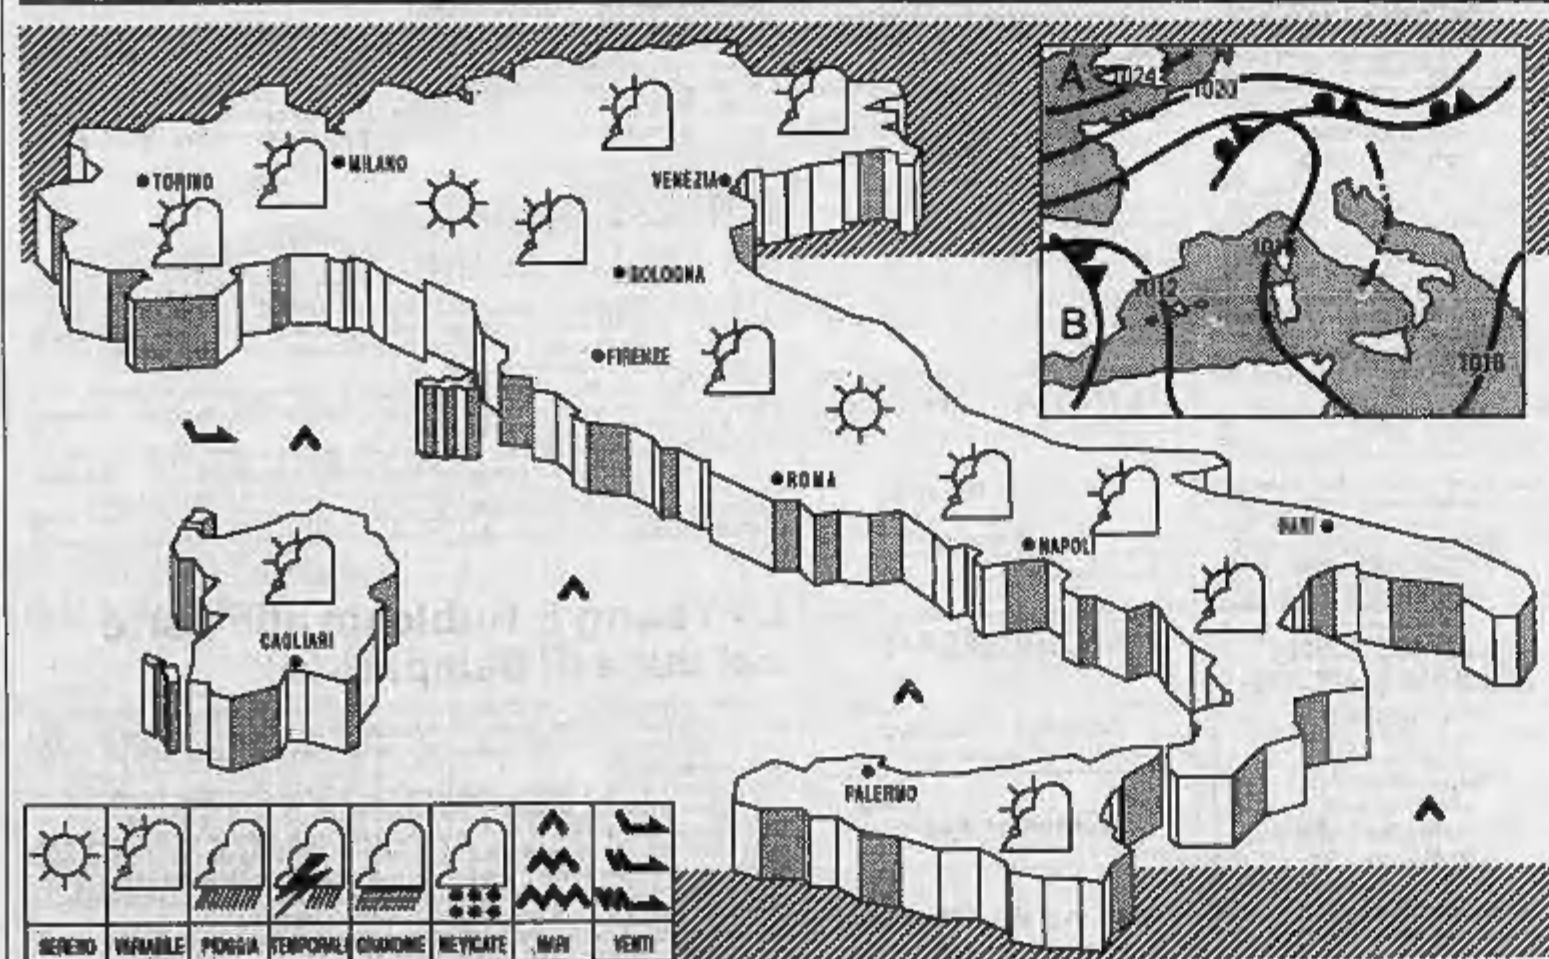 MILANO
TORINO
VENEZIA
BOLOGNA
FIRENZE
ROMA
NAPOLI
BARI
CAGLIARI
PALERMO
A
1024
1020
1012
B
1016
SERENO VARIABILE PIOGGIA TEMPORALE NEVICATE MARI VENTI